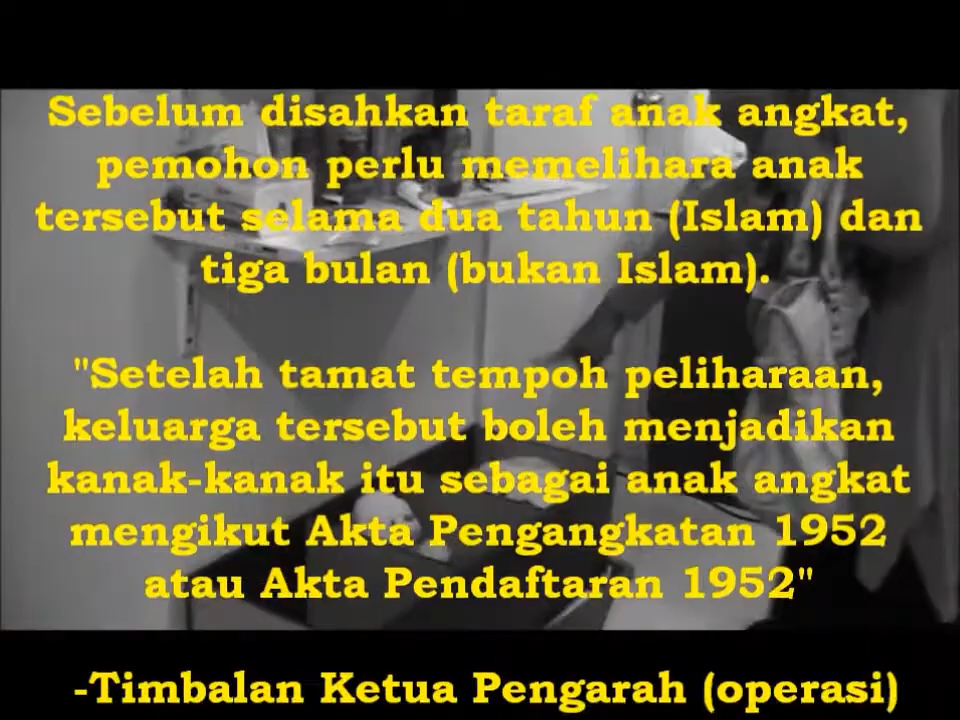 Sebelum disahkan taraf anak angkat,
pemohon perlu memelihara anak
tersebut selama dua tahun (Islam) dan
tiga bulan (bukan Islam).
"Setelah tamat tempoh peliharaan,
keluarga tersebut boleh menjadikan
kanak-kanak itu sebagai anak angkat
mengikut Akta Pengangkatan 1952
atau Akta Pendaftaran 1952"
-Timbalan Ketua Pengarah (operasi)